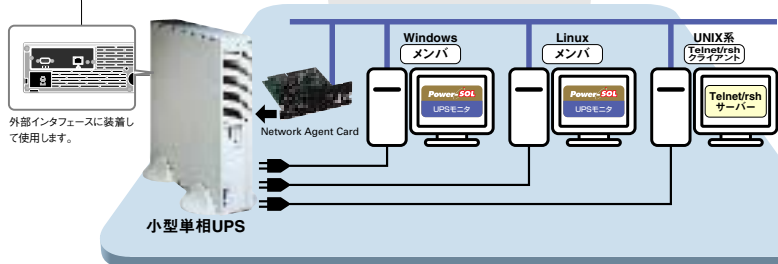 Windows
メンバ
Linux
メンバ
UNIX系
Telnet/rsh
クライアント
Power-SOL
UPSモニタ
Power-SOL
UPSモニタ
Telnet/rsh
サーバー
Network Agent Card
外部インタフェースに装着し
て使用します。
小型単相UPS